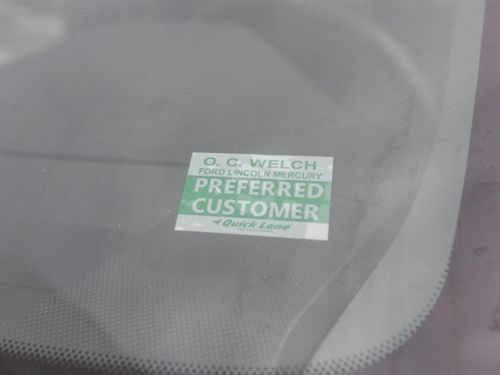 O. C. WELCH
FORD LINCOLN MERCURY
PREFERRED
CUSTOMER
Quick Lane